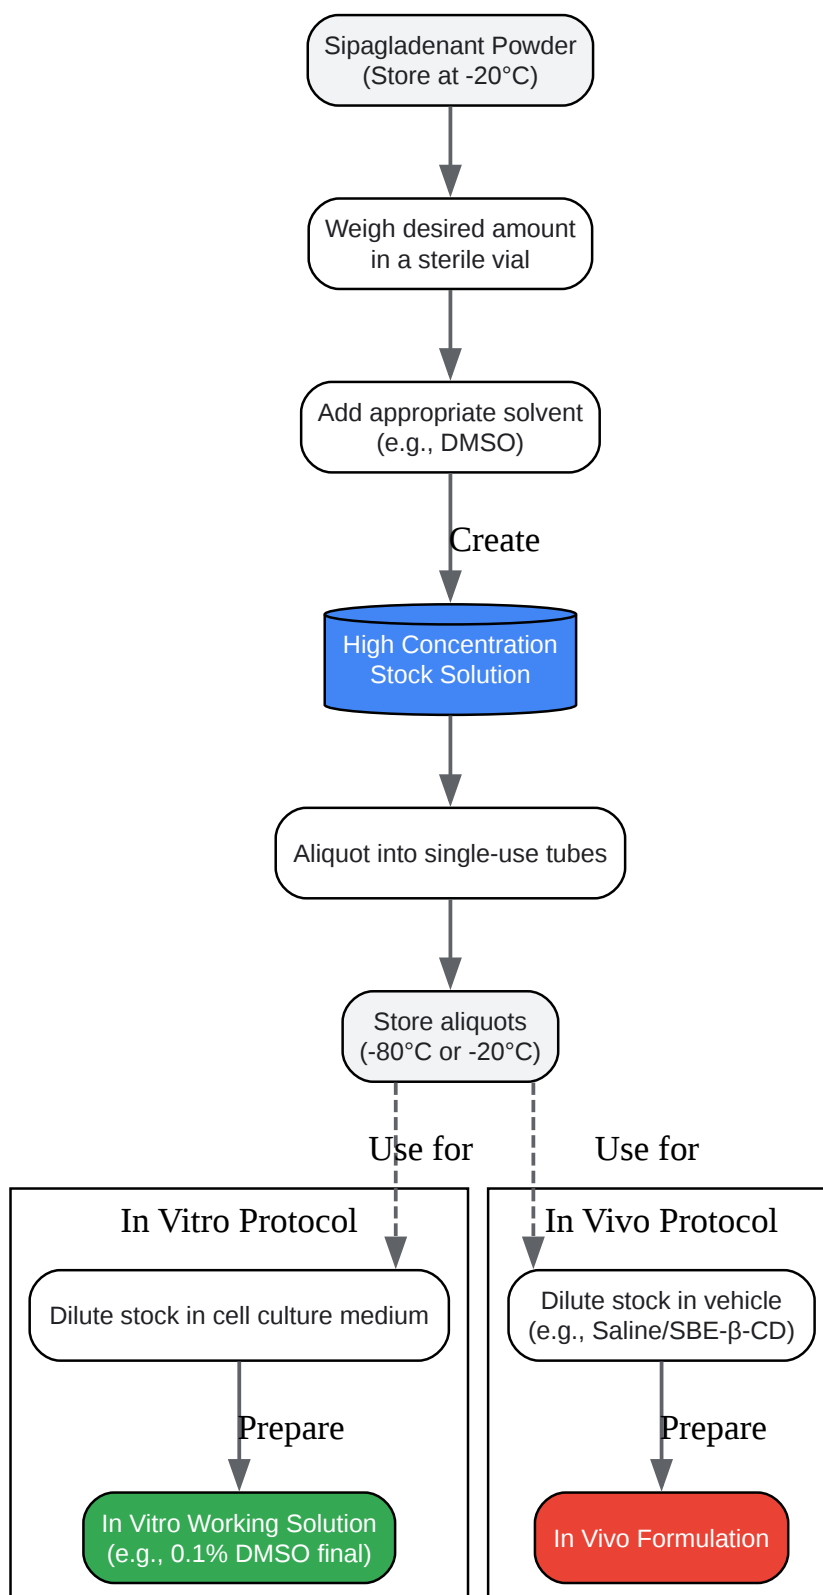 Sipagladenant Powder
(Store at -20°C)
Weigh desired amount
in a sterile vial
Add appropriate solvent
(e.g., DMSO)
Create
High Concentration
Stock Solution
Aliquot into single-use tubes
Store aliquots
(-80°C or -20°C)
Use for
Use for
In Vitro Protocol
In Vivo Protocol
Dilute stock in cell culture medium
Dilute stock in vehicle
(e.g., Saline/SBE-β-CD)
Prepare
Prepare
In Vitro Working Solution
(e.g., 0.1% DMSO final)
In Vivo Formulation